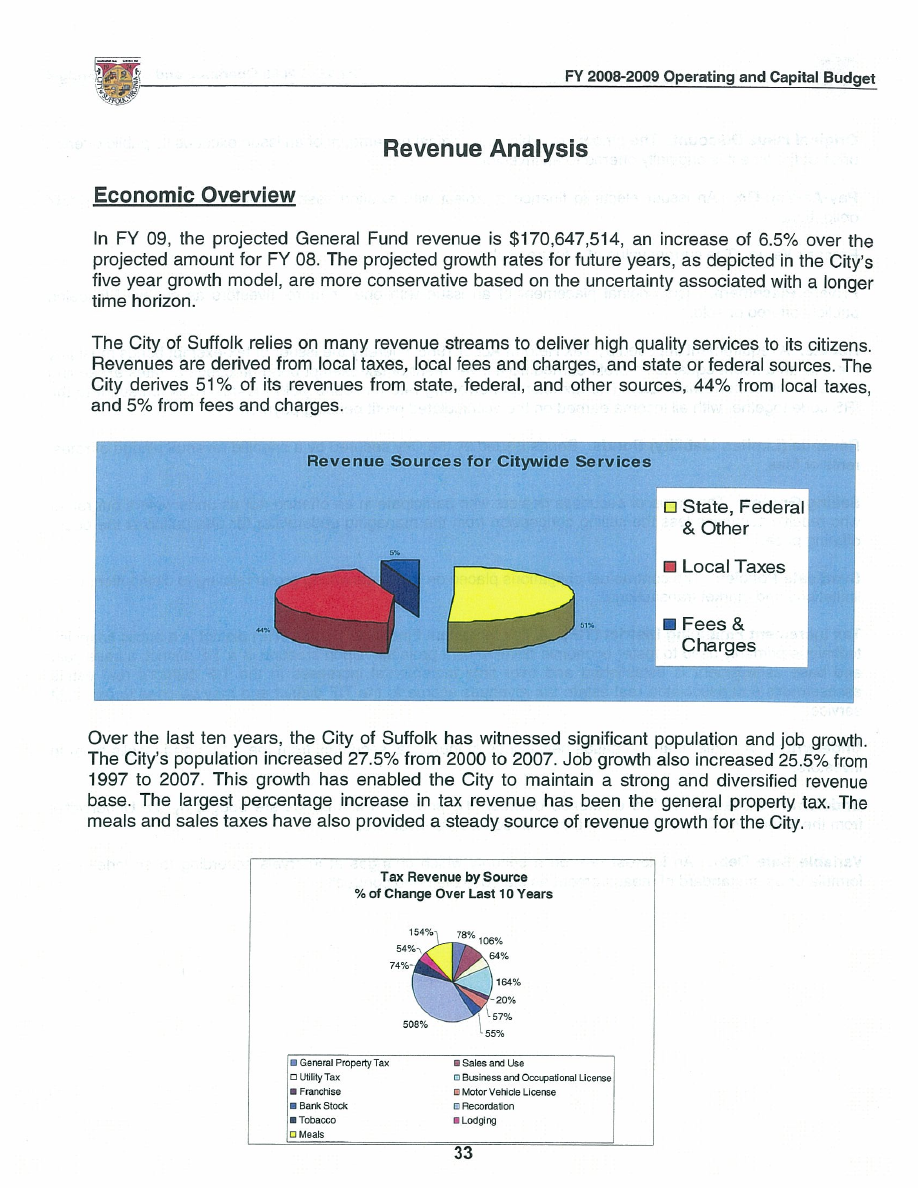 FY 2008-2009 Operating and Capital Budget
Revenue Analysis
Economic Overview
In FY 09, the projected General Fund revenue is $170,647,514, an increase of 6.5% over the
projected amount for FY 08. The projected growth rates for future years, as depicted in the City's
five year growth model, are more conservative based on the uncertainty associated with a longer
time horizon.
The City of Suffolk relies on many revenue streams to deliver high quality services to its citizens.
Revenues are derived from local taxes, local fees and charges, and state or federal sources. The
City derives 51% of its revenues from state, federal, and other sources, 44% from local taxes,
and 5% from fees and charges.
Revenue Sources for Citywide Services
State, Federal
& Other
Local Taxes
Fees &
Charges
5%
44%
51%
Over the last ten years, the City of Suffolk has witnessed significant population and job growth.
The City's population increased 27.5% from 2000 to 2007. Job growth also increased 25.5% from
1997 to 2007. This growth has enabled the City to maintain a strong and diversified revenue
base. The largest percentage increase in tax revenue has been the general property tax. The
meals and sales taxes have also provided a steady source of revenue growth for the City.
Tax Revenue by Source
% of Change Over Last 10 Years
154%
78%
106%
54%
64%
74%
164%
20%
57%
508%
55%
General Property Tax
Sales and Use
Utility Tax
Business and Occupational License
Franchise
Motor Vehicle License
Bank Stock
Recordation
Tobacco
Lodging
Meals
33